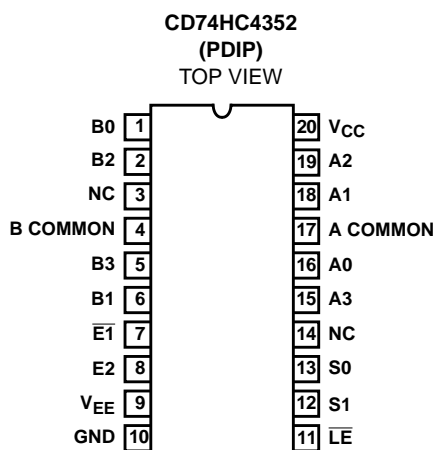 CD74HC4352
(PDIP)
TOP VIEW
B0 1 20 VCC
B2 2 19 A2
NC 3 18 A1
B COMMON 4 17 A COMMON
B3 5 16 A0
B1 6 15 A3
E1 7 14 NC
E2 8 13 S0
VEE 9 12 S1
GND 10 11 LE